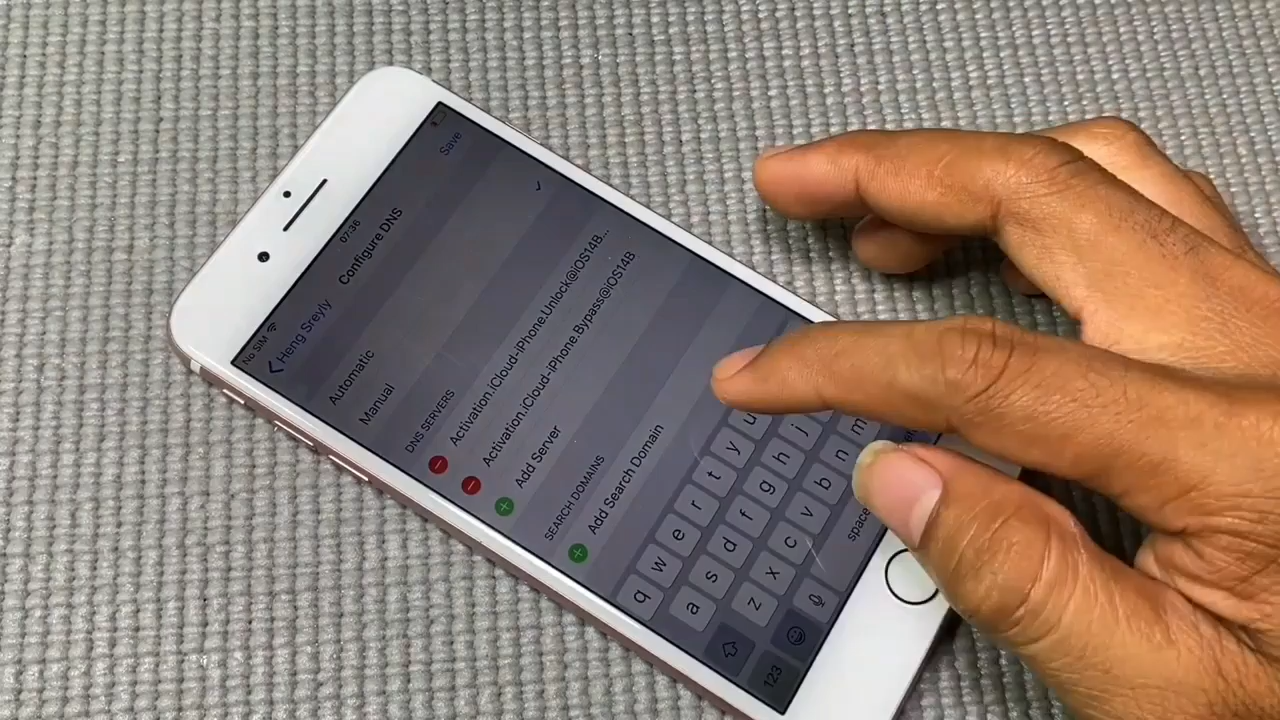 No SIM
07:36
Heng Sreyly
Configure DNS
Save
Automatic
Manual
DNS SERVERS
Activation.iCloud-iPhone.Unlock@iOS14B...
Activation.iCloud-iPhone.Bypass@iOS14B
Add Server
SEARCH DOMAINS
Add Search Domain
q w e r t y u
a s d f g h j
z x c v b n m
123
space